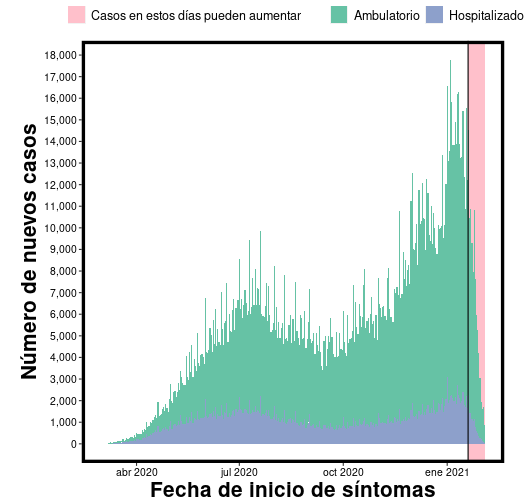 Casos en estos días pueden aumentar
Ambulatorio
Hospitalizado
Número de nuevos casos
18,000
17,000
16,000
15,000
14,000
13,000
12,000
11,000
10,000
9,000
8,000
7,000
6,000
5,000
4,000
3,000
2,000
1,000
0
abr 2020
jul 2020
oct 2020
ene 2021
Fecha de inicio de síntomas